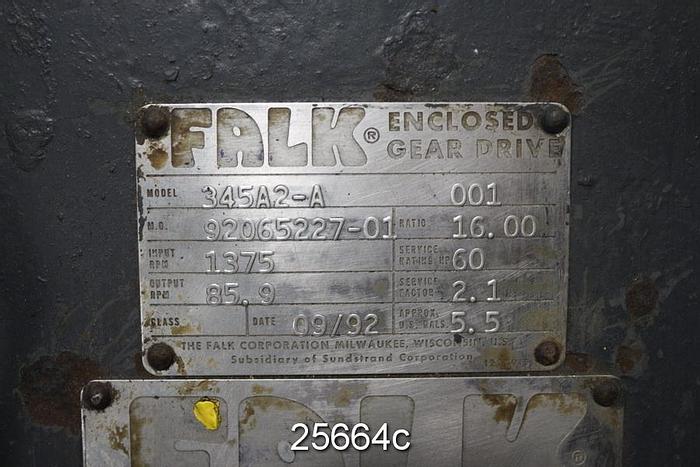 FALK® ENCLOSED
GEAR DRIVE
MODEL 345A2-A 001
M.O. 92065227-01 RATIO 16.00
INPUT RPM 1375 SERVICE RATING HP 60
OUTPUT RPM 85.9 SERVICE FACTOR 2.1
CLASS DATE 09/92 APPROX. U.S. GALS. 5.5
THE FALK CORPORATION MILWAUKEE, WISCONSIN, U.S.
Subsidiary of Sundstrand Corporation
FALK®
25664c